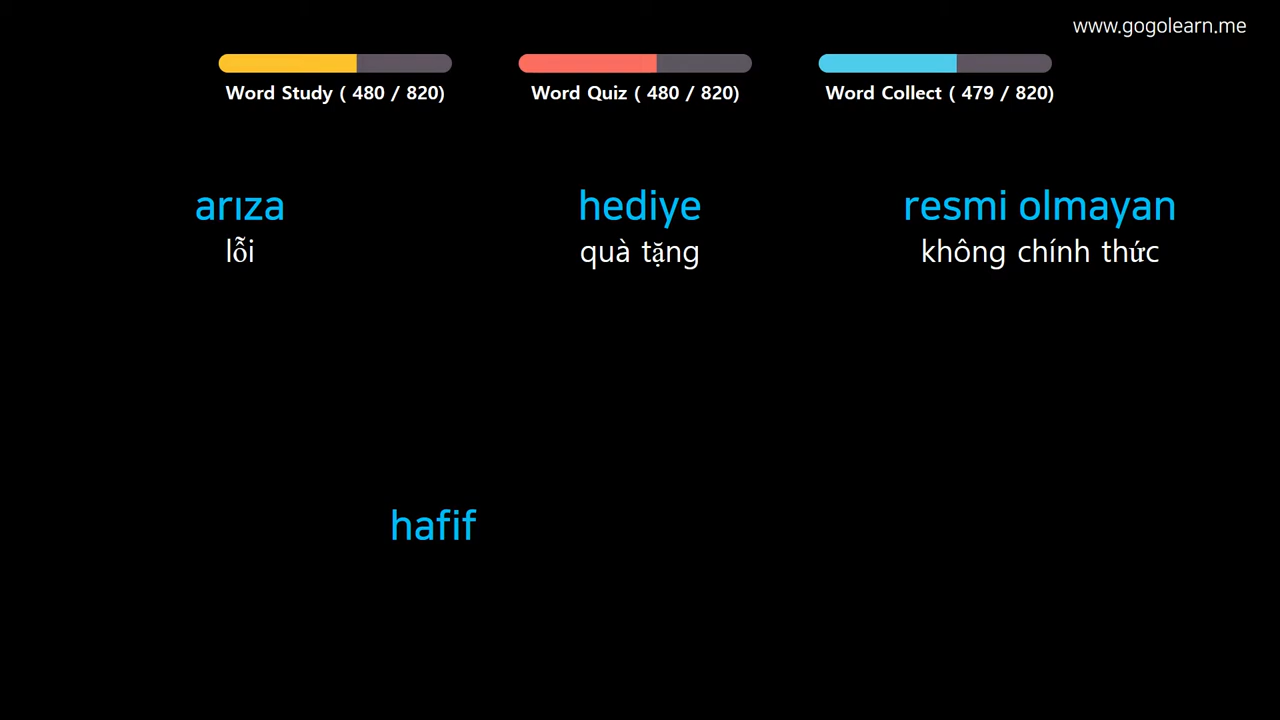 www.gogolearn.me
Word Study ( 480 / 820)
Word Quiz ( 480 / 820)
Word Collect ( 479 / 820)
arıza
lỗi
hediye
quà tặng
resmi olmayan
không chính thức
hafif